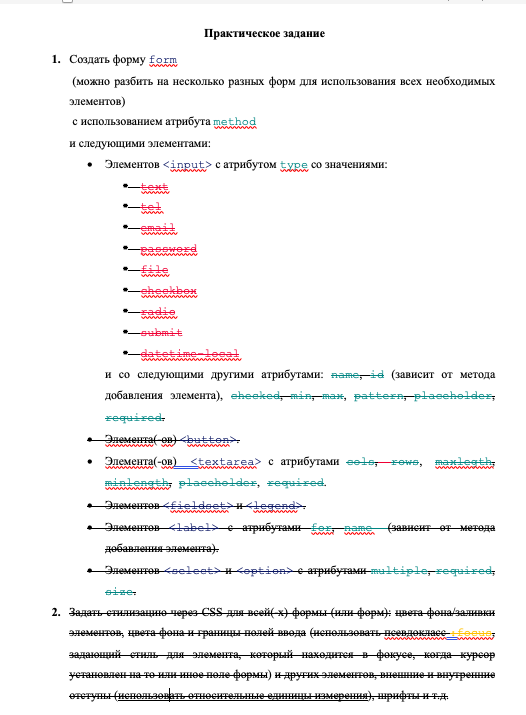 Практическое задание
1. Создать форму form
(можно разбить на несколько разных форм для использования всех необходимых
элементов)
с использованием атрибута method
и следующими элементами:
• Элементов <input> с атрибутом type со значениями:
• text
• tel
• email
• password
• file
• checkbox
• radio
• submit
• datetime-local
и со следующими другими атрибутами: name, id (зависит от метода
добавления элемента), checked, min, max, pattern, placeholder,
required.
• Элемента(-ов) <button>.
• Элемента(-ов) <textarea> с атрибутами cols, rows, maxlegth,
minlength, placeholder, required.
• Элементов <fieldset> и <legend>.
• Элементов <label> с атрибутами for, name (зависит от метода
добавления элемента).
• Элементов <select> и <option> с атрибутами multiple, required,
size.
2. Задать стилизацию через CSS для всей(-х) формы (или форм): цвета фона/заливки
элементов, цвета фона и границы полей ввода (использовать псевдокласс :focus,
задающий стиль для элемента, который находится в фокусе, когда курсор
установлен на то или иное поле формы) и других элементов, внешние и внутренние
отступы (использовать относительные единицы измерения), шрифты и т.д.